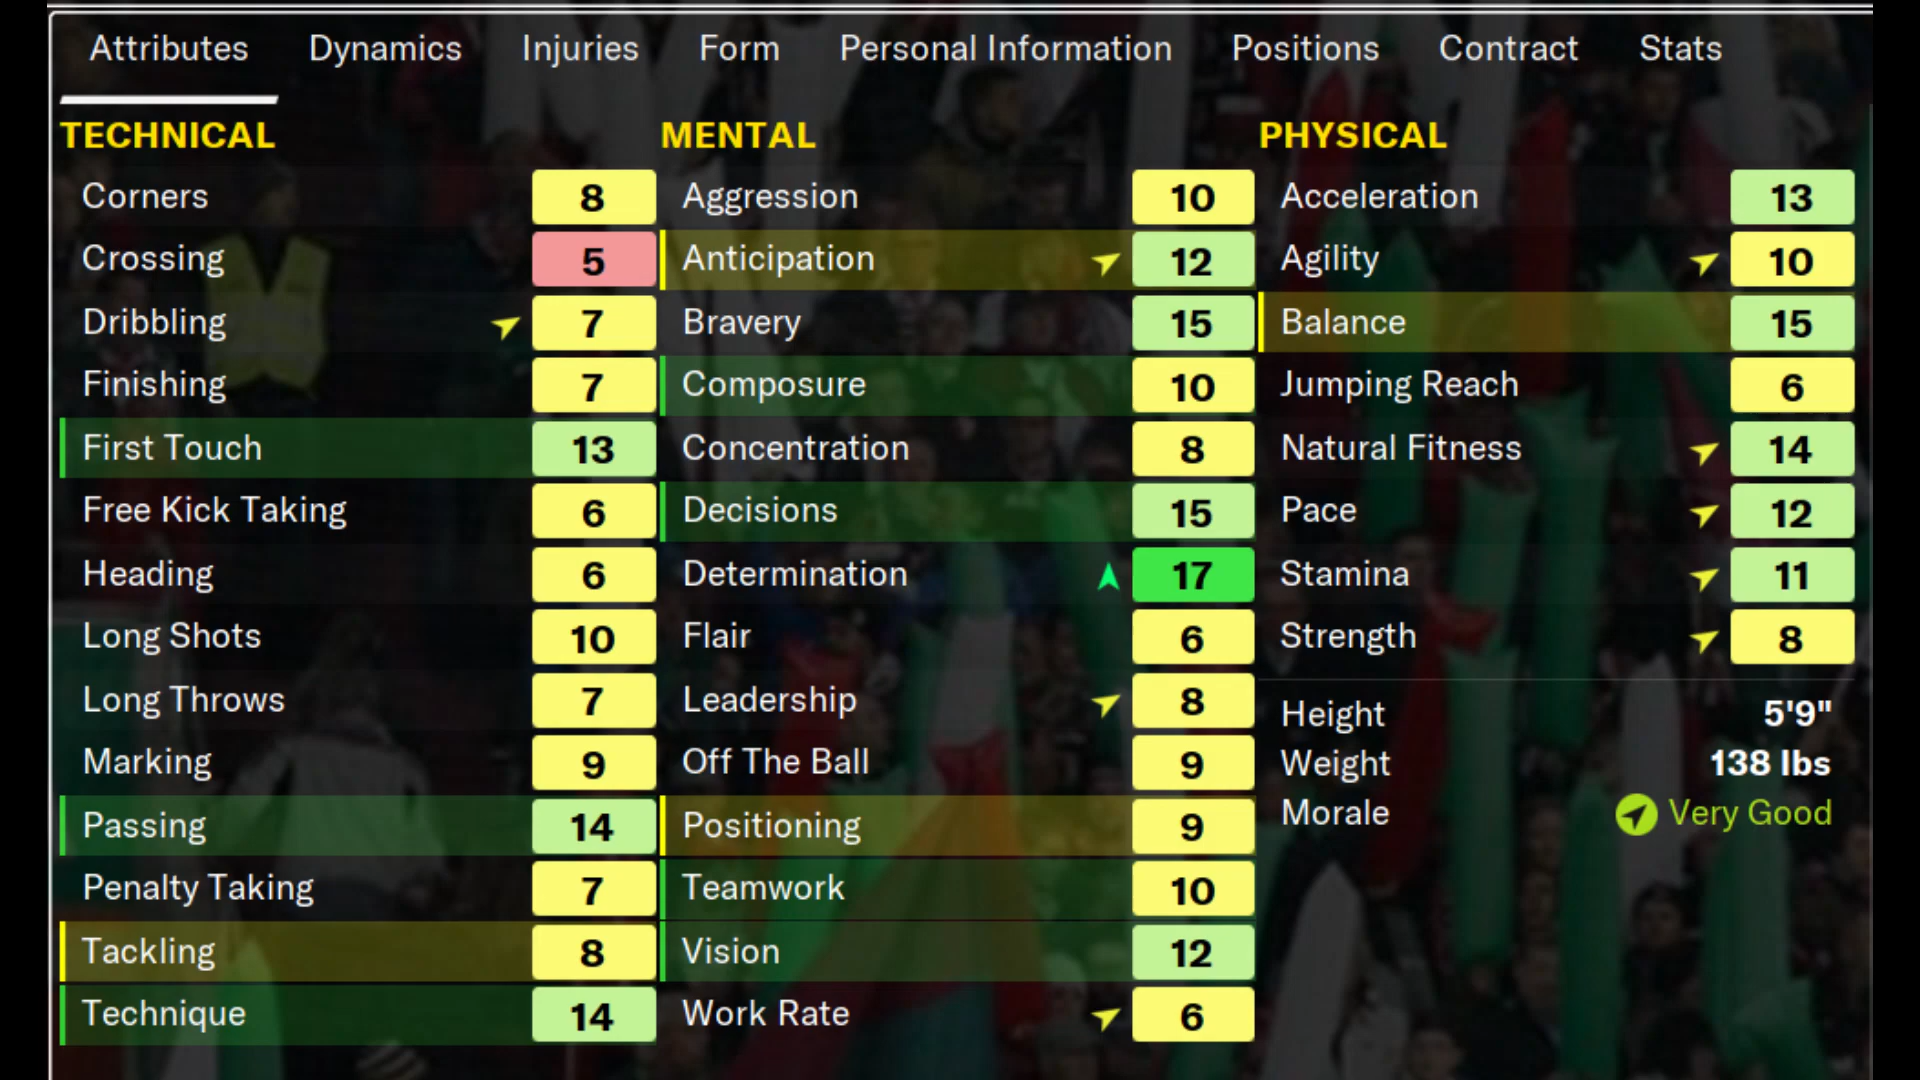 Attributes Dynamics Injuries Form Personal Information Positions Contract Stats
TECHNICAL
Corners 8
Crossing 5
Dribbling 7
Finishing 7
First Touch 13
Free Kick Taking 6
Heading 6
Long Shots 10
Long Throws 7
Marking 9
Passing 14
Penalty Taking 7
Tackling 8
Technique 14
MENTAL
Aggression 10
Anticipation 12
Bravery 15
Composure 10
Concentration 8
Decisions 15
Determination 17
Flair 6
Leadership 8
Off The Ball 9
Positioning 9
Teamwork 10
Vision 12
Work Rate 6
PHYSICAL
Acceleration 13
Agility 10
Balance 15
Jumping Reach 6
Natural Fitness 14
Pace 12
Stamina 11
Strength 8
Height 5'9"
Weight 138 lbs
Morale Very Good